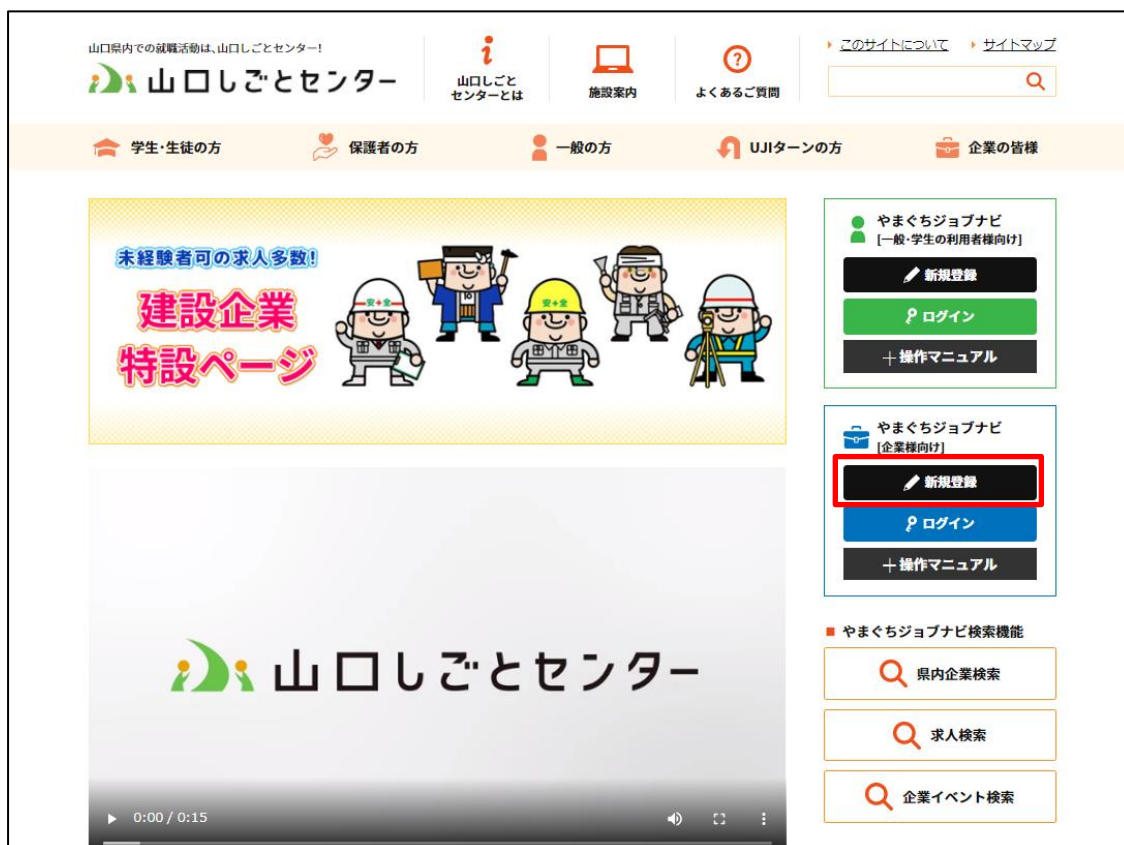 山口県内での就職活動は、山口しごとセンター!
山口しごとセンター
山口しごと
センターとは
施設案内
よくあるご質問
このサイトについて
サイトマップ
学生・生徒の方
保護者の方
一般の方
UJIターンの方
企業の皆様
未経験者可の求人多数!
建設企業
特設ページ
安+全
安+全
やまぐちジョブナビ
[一般・学生の利用者様向け]
新規登録
ログイン
+操作マニュアル
やまぐちジョブナビ
[企業様向け]
新規登録
ログイン
+操作マニュアル
山口しごとセンター
0:00 / 0:15
やまぐちジョブナビ検索機能
県内企業検索
求人検索
企業イベント検索